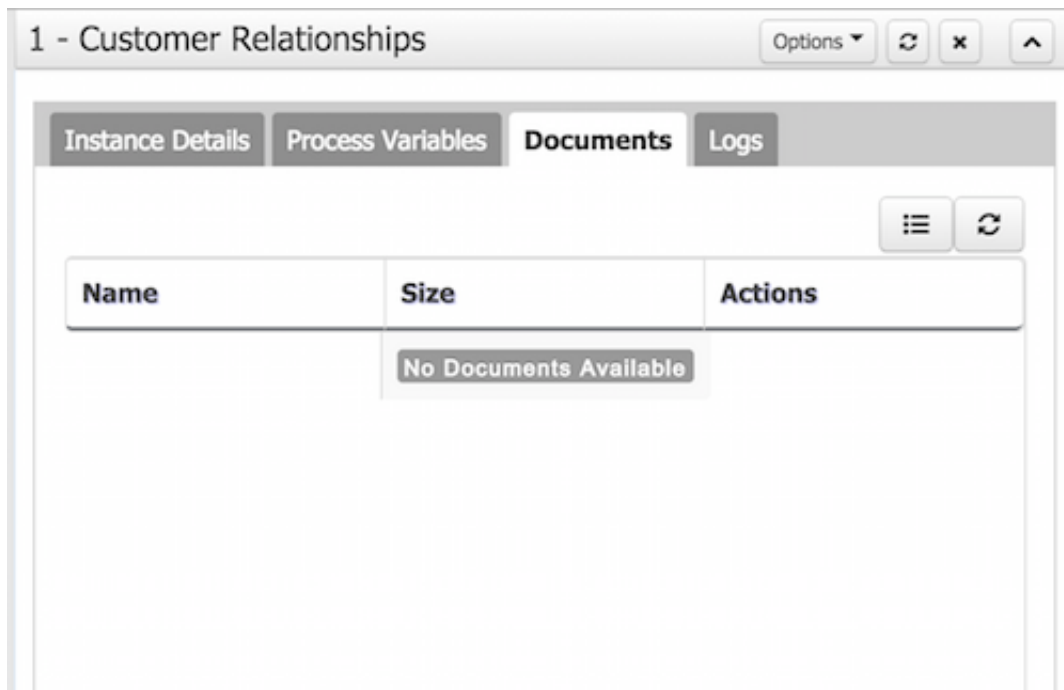 1 - Customer Relationships Options
Instance Details Process Variables Documents Logs
Name Size Actions
No Documents Available